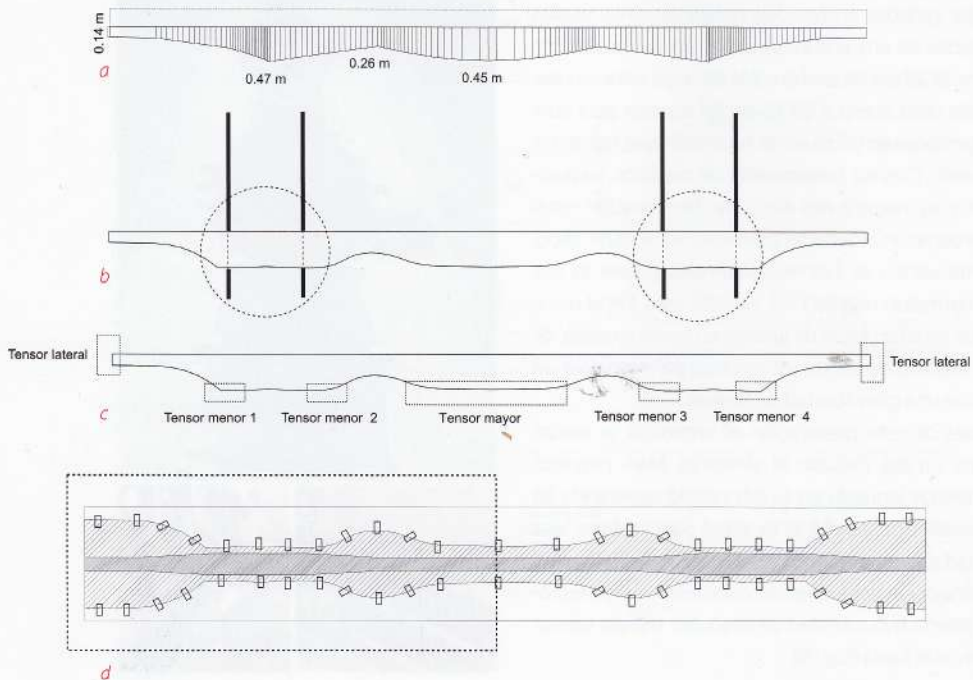 0.14 m
a
0.47 m
0.26 m
0.45 m
b
Tensor lateral
Tensor lateral
c
Tensor menor 1
Tensor menor 2
Tensor mayor
Tensor menor 3
Tensor menor 4
d